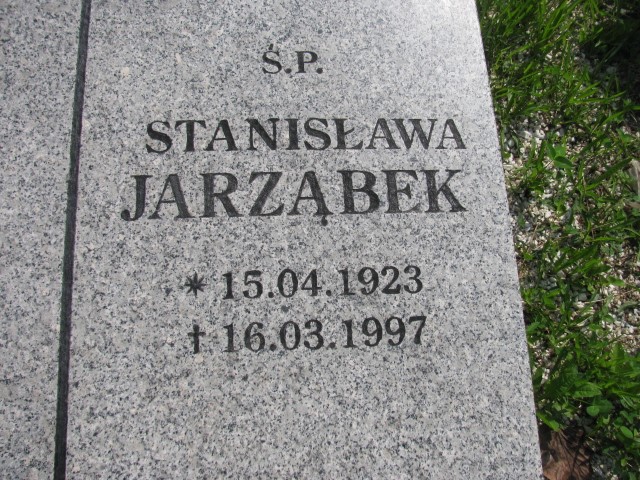 Ś.P.
STANISŁAWA
JARZĄBEK
* 15.04.1923
† 16.03.1997